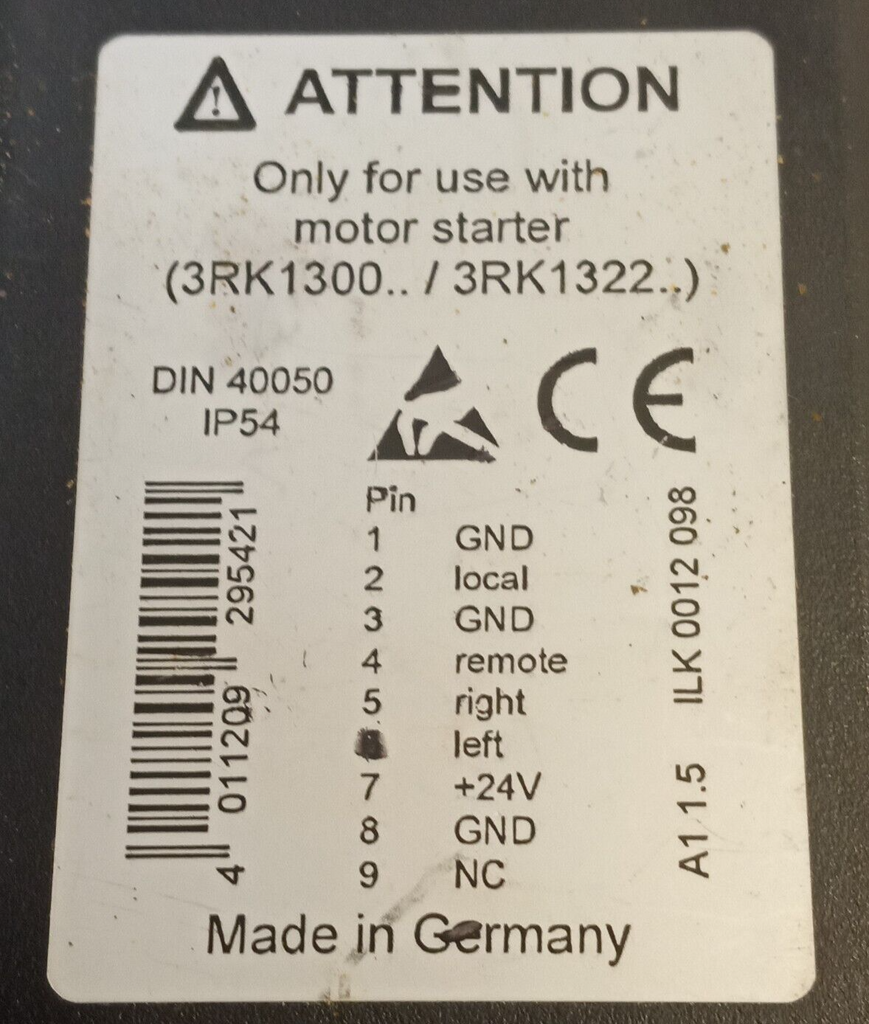 ATTENTION
Only for use with
motor starter
(3RK1300.. / 3RK1322..)
DIN 40050
IP54
CE
Pin
1 GND
2 local
3 GND
4 remote
5 right
left
7 +24V
8 GND
9 NC
4 011209 295421
A1 1.5 ILK 0012 098
Made in Germany